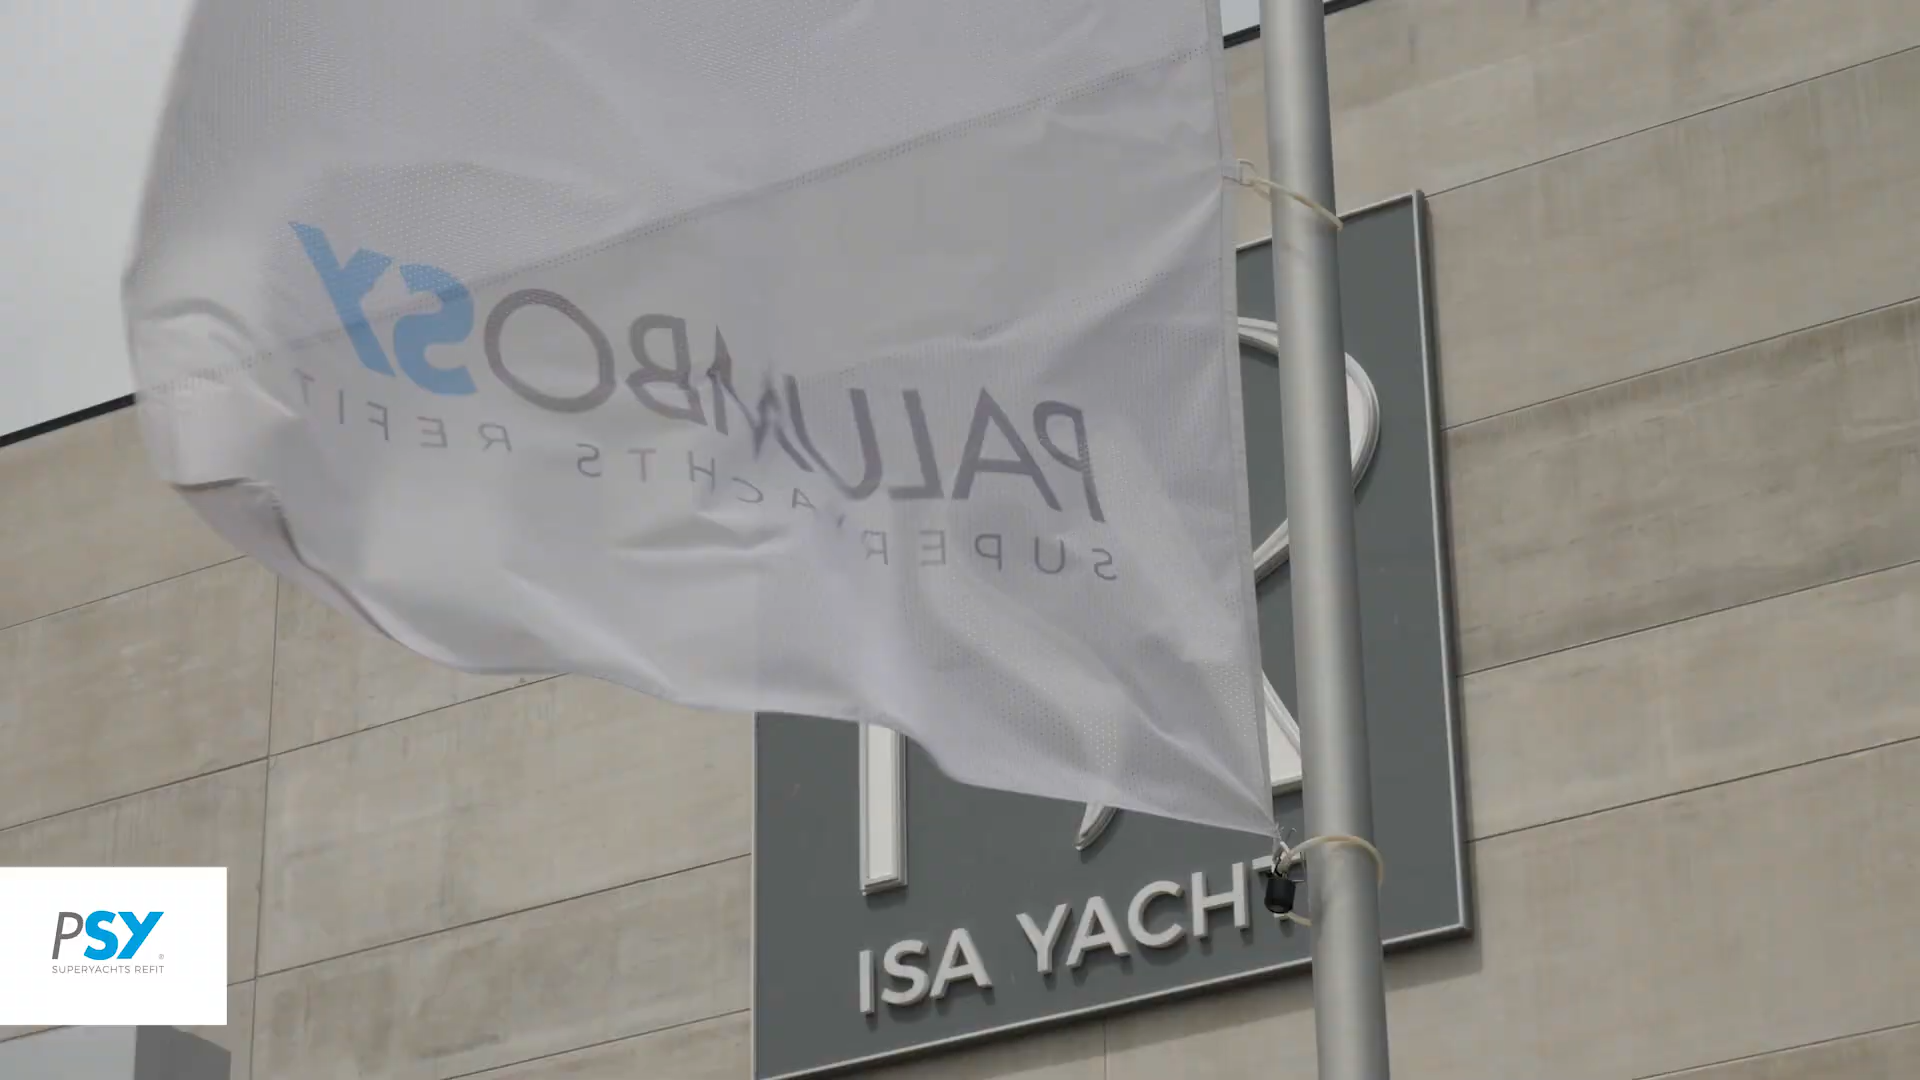 PALUMBOSY
SUPERYACHTS REFIT
ISA YACHT
PSY
SUPERYACHTS REFIT